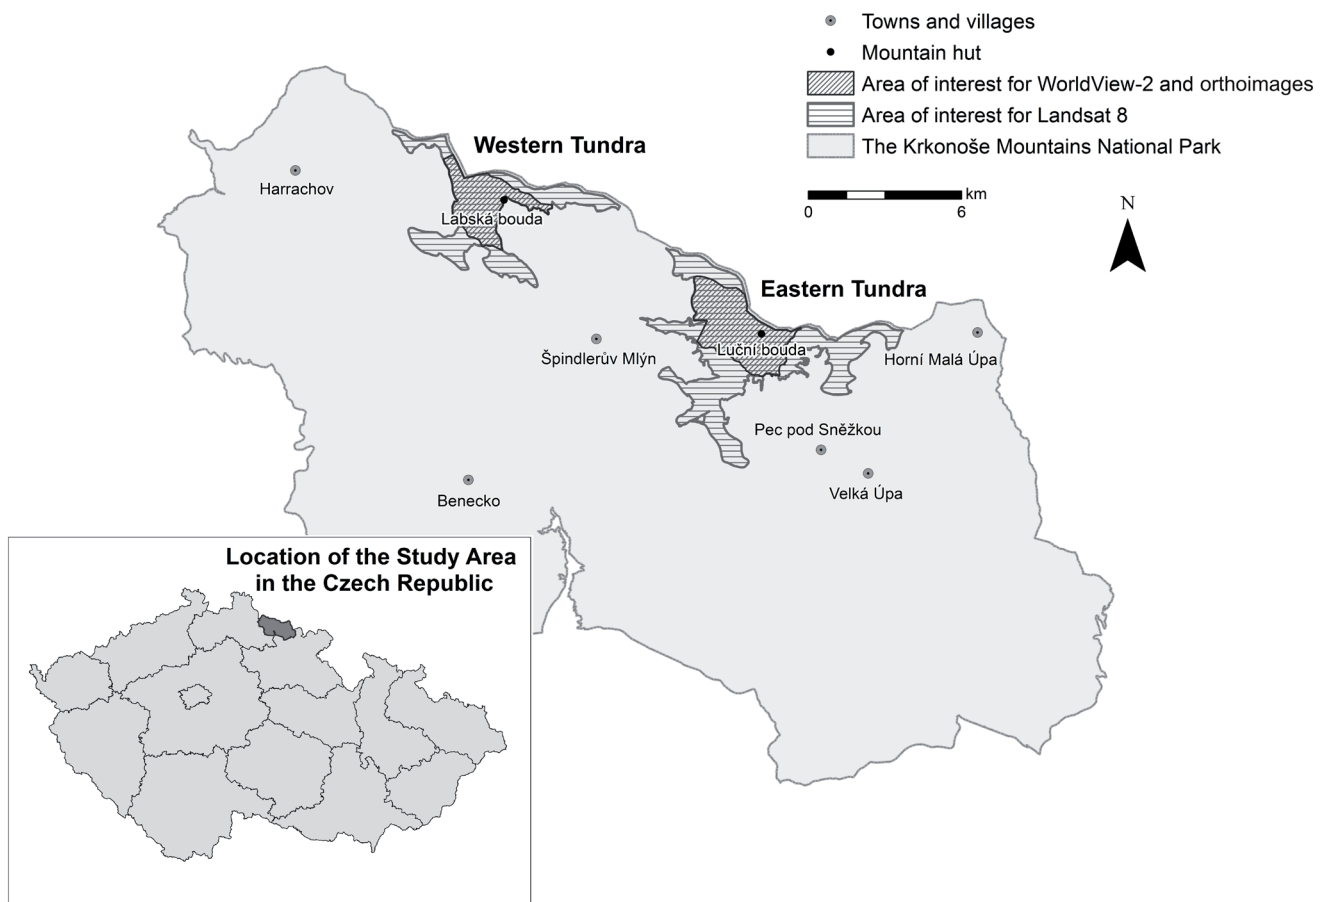 Towns and villages
Mountain hut
Area of interest for WorldView-2 and orthoimages
Area of interest for Landsat 8
The Krkonoše Mountains National Park
km
0
6
N
Western Tundra
Harrachov
Labská bouda
Eastern Tundra
Špindlerův Mlýn
Luční bouda
Horní Malá Úpa
Pec pod Sněžkou
Velká Úpa
Benecko
Location of the Study Area
in the Czech Republic